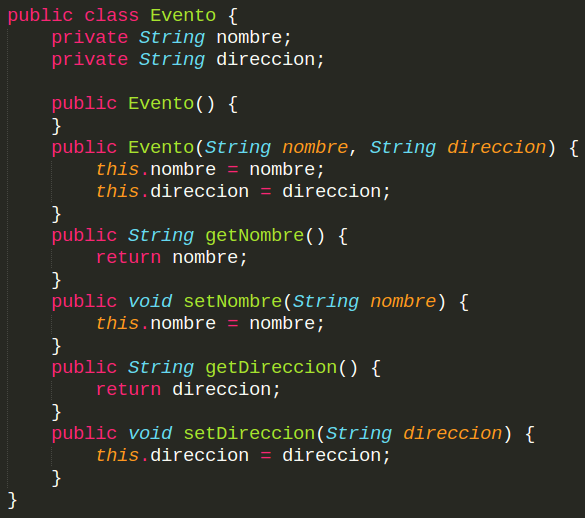 public class Evento {
    private String nombre;
    private String direccion;

    public Evento() {
    }
    public Evento(String nombre, String direccion) {
        this.nombre = nombre;
        this.direccion = direccion;
    }
    public String getNombre() {
        return nombre;
    }
    public void setNombre(String nombre) {
        this.nombre = nombre;
    }
    public String getDireccion() {
        return direccion;
    }
    public void setDireccion(String direccion) {
        this.direccion = direccion;
    }
}